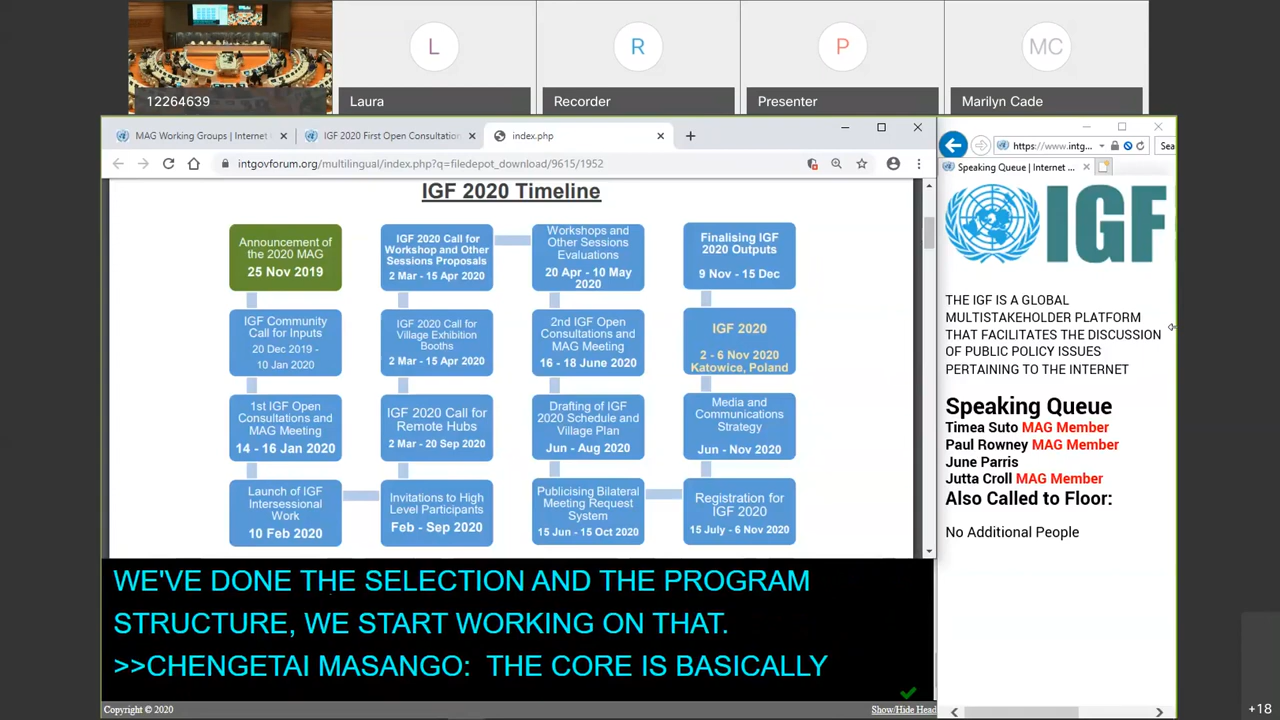 L
R
P
MC
12264639
Laura
Recorder
Presenter
Marilyn Cade
MAG Working Groups | Internet
IGF 2020 First Open Consultation
index.php
intgovforum.org/multilingual/index.php?q=filedepot_download/9615/1952
IGF 2020 Timeline
Announcement of
the 2020 MAG
25 Nov 2019
IGF Community
Call for Inputs
20 Dec 2019 -
10 Jan 2020
1st IGF Open
Consultations and
MAG Meeting
14 - 16 Jan 2020
Launch of IGF
Intersessional
Work
10 Feb 2020
IGF 2020 Call for
Workshop and Other
Sessions Proposals
2 Mar - 15 Apr 2020
IGF 2020 Call for
Village Exhibition
Booths
2 Mar - 15 Apr 2020
IGF 2020 Call for
Remote Hubs
2 Mar - 20 Sep 2020
Invitations to High
Level Participants
Feb - Sep 2020
Workshops and
Other Sessions
Evaluations
20 Apr - 10 May
2020
2nd IGF Open
Consultations and
MAG Meeting
16 - 18 June 2020
Drafting of IGF
2020 Schedule and
Village Plan
Jun - Aug 2020
Publicising Bilateral
Meeting Request
System
15 Jun - 15 Oct 2020
Finalising IGF
2020 Outputs
9 Nov - 15 Dec
IGF 2020
2 - 6 Nov 2020
Katowice, Poland
Media and
Communications
Strategy
Jun - Nov 2020
Registration for
IGF 2020
15 July - 6 Nov 2020
WE'VE DONE THE SELECTION AND THE PROGRAM
STRUCTURE, WE START WORKING ON THAT.
>>CHENGETAI MASANGO: THE CORE IS BASICALLY
Copyright © 2020
Show/Hide Head
https://www.intg...
Sea
Speaking Queue | Internet ...
IGF
THE IGF IS A GLOBAL
MULTISTAKEHOLDER PLATFORM
THAT FACILITATES THE DISCUSSION
OF PUBLIC POLICY ISSUES
PERTAINING TO THE INTERNET
Speaking Queue
Timea Suto MAG Member
Paul Rowney MAG Member
June Parris
Jutta Croll MAG Member
Also Called to Floor:
No Additional People
+18